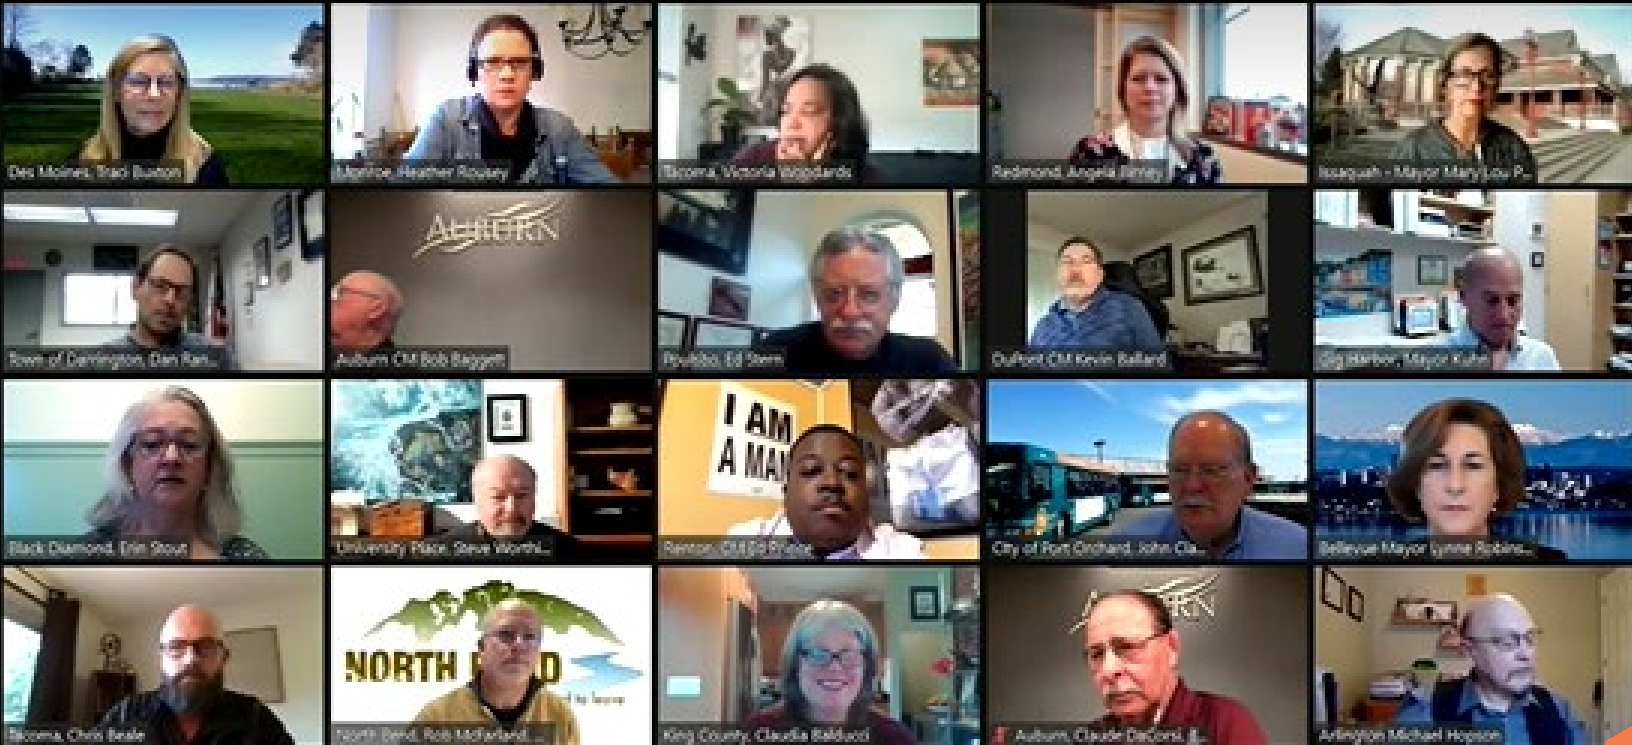 Des Moines, Traci Buxton
Monroe, Heather Rousey
Tacoma, Victoria Woodards
Redmond, Angela Birney
Issaquah - Mayor Mary Lou P...
Town of Darrington, Dan Ran...
AUBURN
Auburn CM Bob Baggett
Poulsbo, Ed Stern
DuPont CM Kevin Ballard
Gig Harbor, Mayor Kuhn
Black Diamond, Erin Stout
University Place, Steve Worthi...
I AM
A MAN
Renton, CM Ed Prince
City of Port Orchard, John Cla...
Bellevue Mayor Lynne Robins...
Tacoma, Chris Beale
NORTH BEND
North Bend, Rob McFarland, ...
King County, Claudia Balducci
Auburn, Claude DaCorsi,
Arlington Michael Hopson